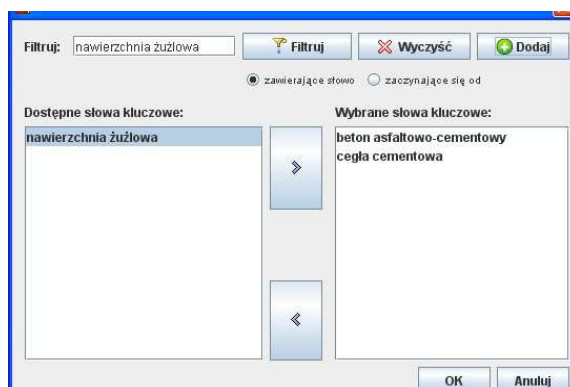 Filtruj: nawierzchnia żużlowa Filtruj Wyczyść Dodaj
zawierające słowo zaczynające się od
Dostępne słowa kluczowe: Wybrane słowa kluczowe:
nawierzchnia żużlowa beton asfaltowo-cementowy
cegła cementowa
OK Anuluj